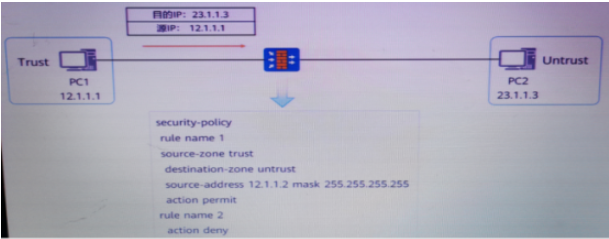 目的IP: 23.1.1.3
源IP: 12.1.1.1
Trust
PC1
12.1.1.1
Untrust
PC2
23.1.1.3
security-policy
rule name 1
source-zone trust
destination-zone untrust
source-address 12.1.1.2 mask 255.255.255.255
action permit
rule name 2
action deny